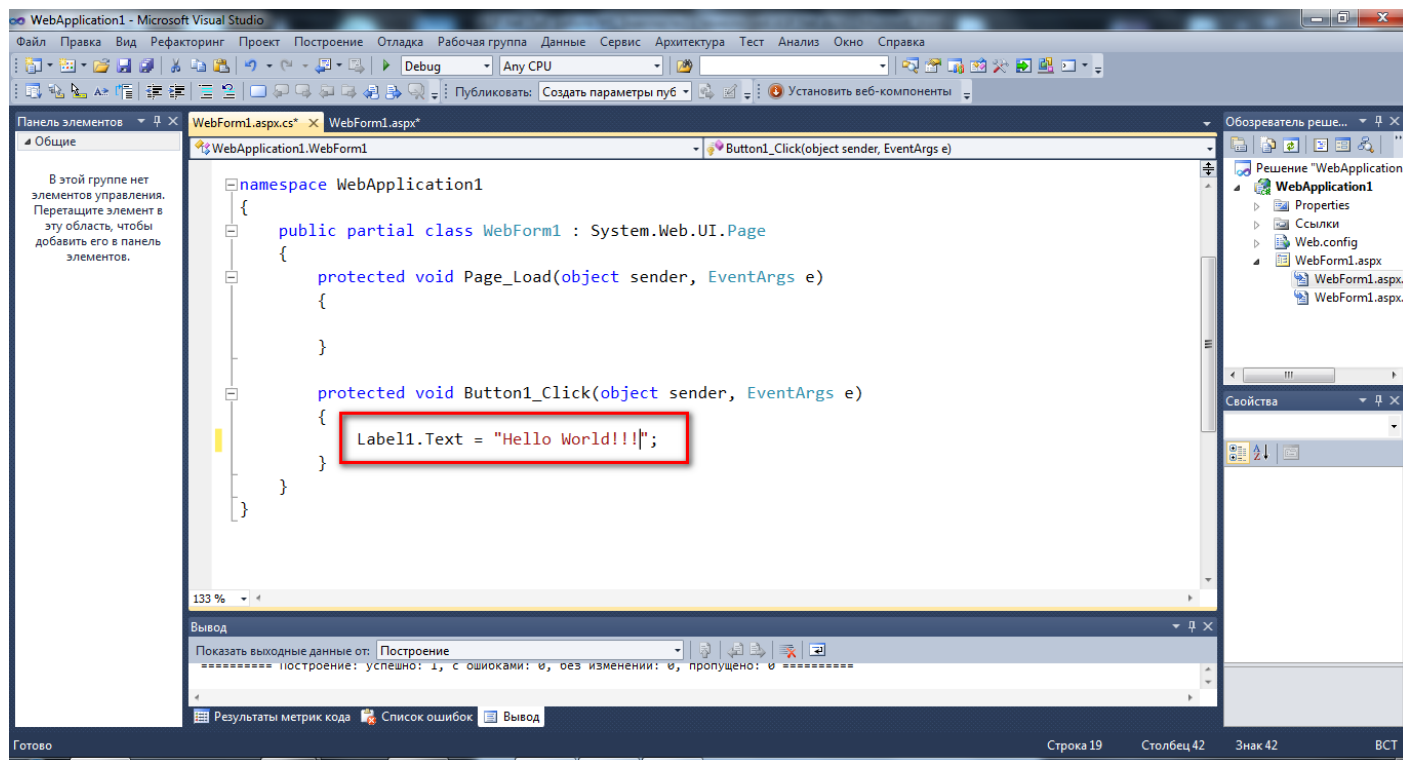 WebApplication1 - Microsoft Visual Studio
Файл Правка Вид Рефакторинг Проект Построение Отладка Рабочая группа Данные Сервис Архитектура Тест Анализ Окно Справка
Debug Any CPU
Публиковать: Создать параметры пуб Установить веб-компоненты
Панель элементов
Общие
В этой группе нет
элементов управления.
Перетащите элемент в
эту область, чтобы
добавить его в панель
элементов.
WebForm1.aspx.cs* WebForm1.aspx*
WebApplication1.WebForm1 Button1_Click(object sender, EventArgs e)
namespace WebApplication1
{
public partial class WebForm1 : System.Web.UI.Page
{
protected void Page_Load(object sender, EventArgs e)
{
}
protected void Button1_Click(object sender, EventArgs e)
{
Label1.Text = "Hello World!!!";
}
}
}
133 %
Вывод
Показать выходные данные от: Построение
========== Построение: успешно: 1, с ошибками: 0, без изменений: 0, пропущено: 0 ==========
Результаты метрик кода Список ошибок Вывод
Обозреватель реше...
Решение "WebApplication
WebApplication1
Properties
Ссылки
Web.config
WebForm1.aspx
WebForm1.aspx.
WebForm1.aspx.
Свойства
Готово Строка 19 Столбец 42 Знак 42 ВСТ